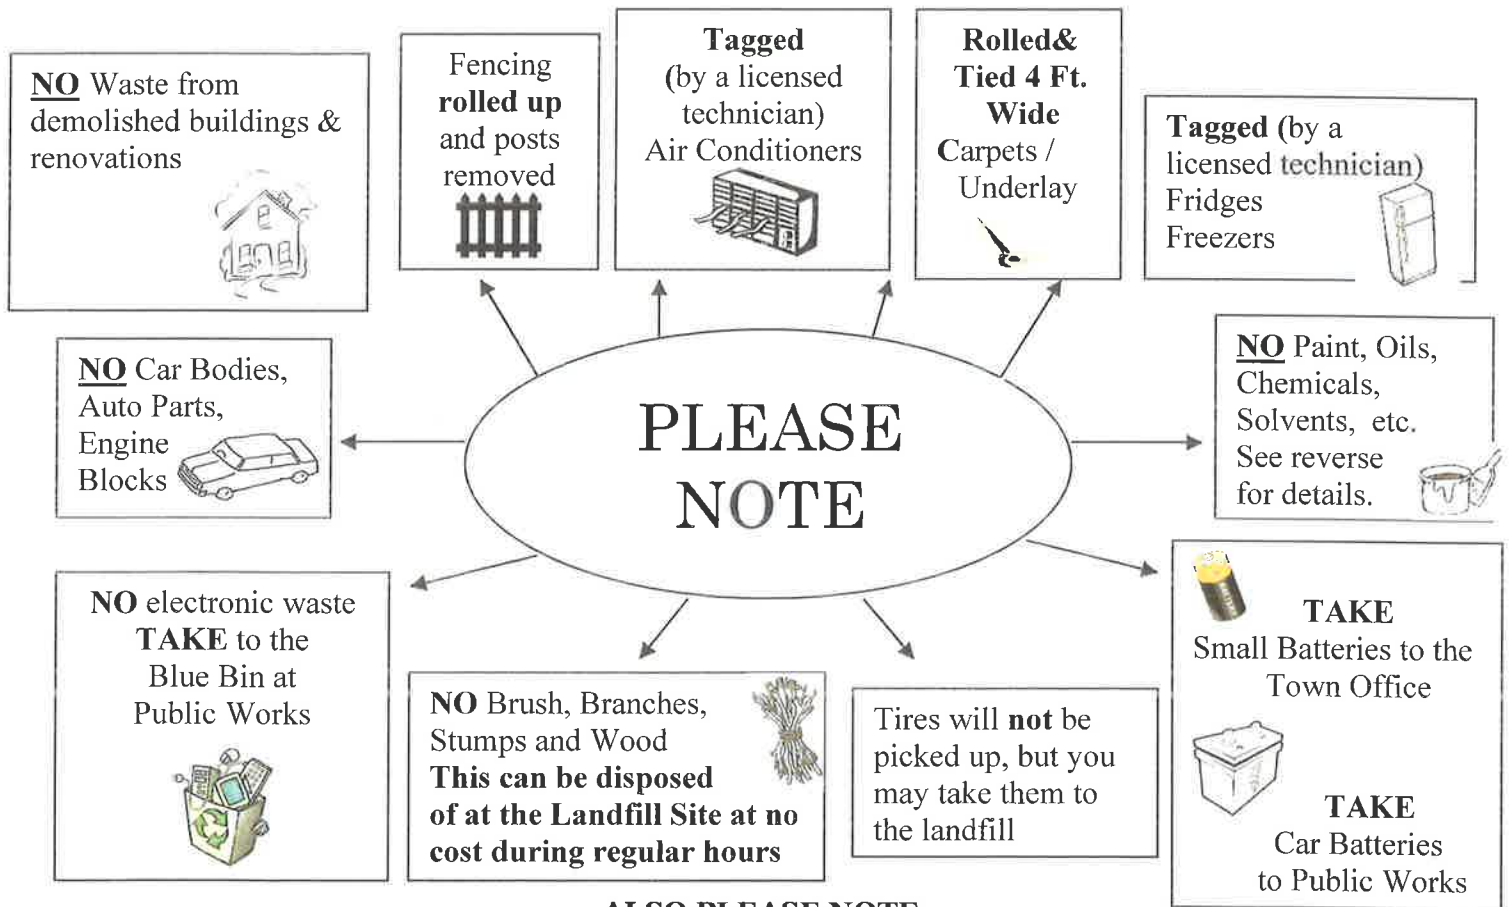 NO Waste from
demolished buildings &
renovations
Fencing
rolled up
and posts
removed
Tagged
(by a licensed
technician)
Air Conditioners
Rolled&
Tied 4 Ft.
Wide
Carpets /
Underlay
Tagged (by a
licensed technician)
Fridges
Freezers
NO Car Bodies,
Auto Parts,
Engine
Blocks
PLEASE
NOTE
NO Paint, Oils,
Chemicals,
Solvents, etc.
See reverse
for details.
NO electronic waste
TAKE to the
Blue Bin at
Public Works
NO Brush, Branches,
Stumps and Wood
This can be disposed
of at the Landfill Site at no
cost during regular hours
Tires will not be
picked up, but you
may take them to
the landfill
TAKE
Small Batteries to the
Town Office
TAKE
Car Batteries
to Public Works
ALSO PLEASE NOTE